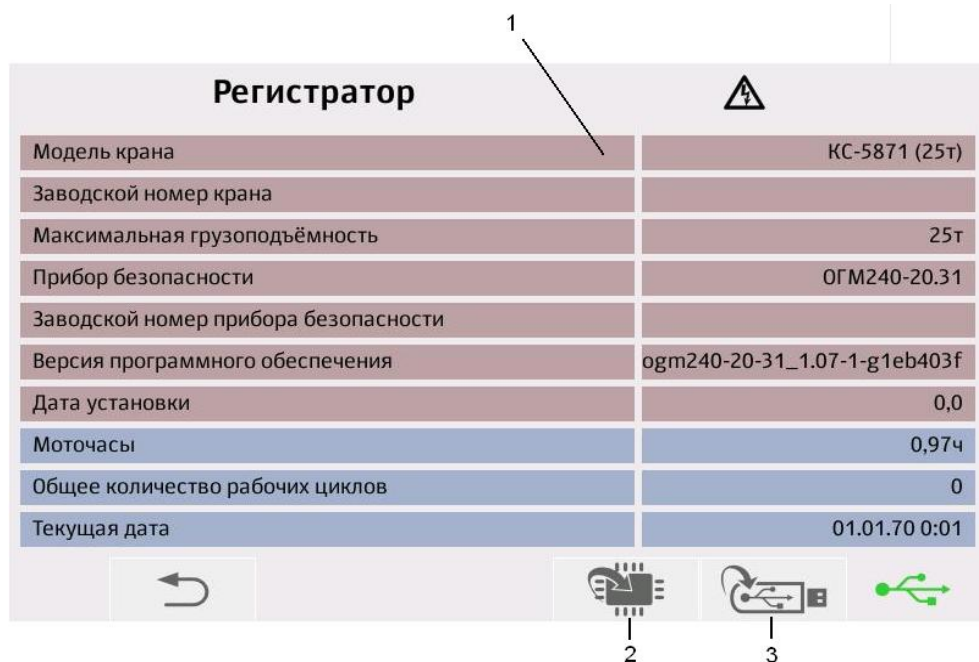 1
Регистратор
Модель крана КС-5871 (25т)
Заводской номер крана
Максимальная грузоподъёмность 25т
Прибор безопасности ОГМ240-20.31
Заводской номер прибора безопасности
Версия программного обеспечения ogm240-20-31_1.07-1-g1eb403f
Дата установки 0,0
Моточасы 0,97ч
Общее количество рабочих циклов 0
Текущая дата 01.01.70 0:01
2 3